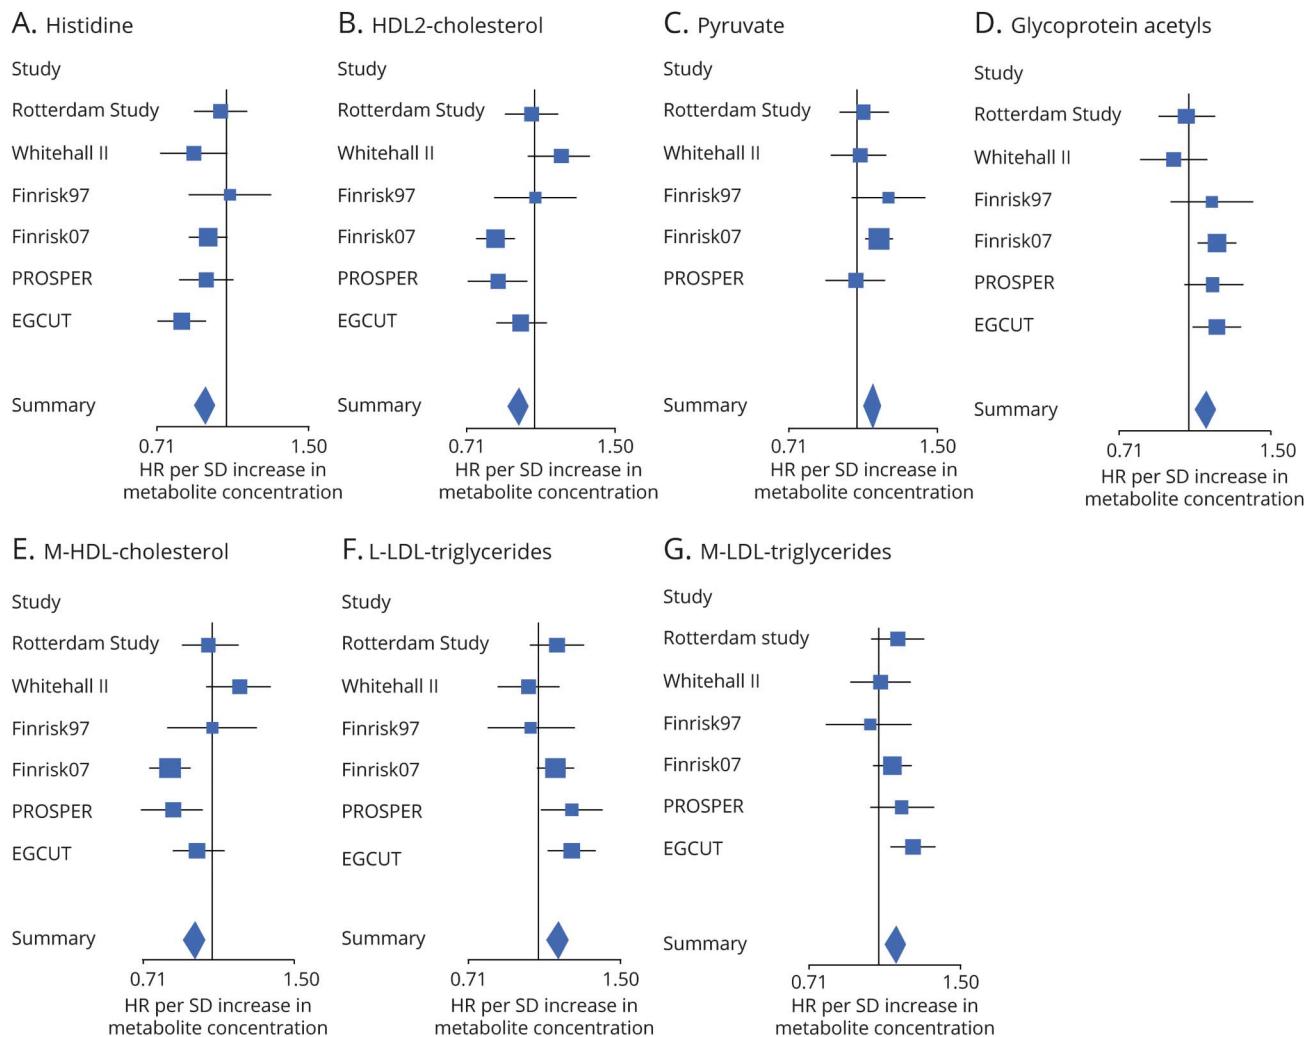 A. Histidine
Study
Rotterdam Study
Whitehall II
Finrisk97
Finrisk07
PROSPER
EGCUT
Summary
0.71 1.50
HR per SD increase in
metabolite concentration
B. HDL2-cholesterol
Study
Rotterdam Study
Whitehall II
Finrisk97
Finrisk07
PROSPER
EGCUT
Summary
0.71 1.50
HR per SD increase in
metabolite concentration
C. Pyruvate
Study
Rotterdam Study
Whitehall II
Finrisk97
Finrisk07
PROSPER
Summary
0.71 1.50
HR per SD increase in
metabolite concentration
D. Glycoprotein acetyls
Study
Rotterdam Study
Whitehall II
Finrisk97
Finrisk07
PROSPER
EGCUT
Summary
0.71 1.50
HR per SD increase in
metabolite concentration
E. M-HDL-cholesterol
Study
Rotterdam Study
Whitehall II
Finrisk97
Finrisk07
PROSPER
EGCUT
Summary
0.71 1.50
HR per SD increase in
metabolite concentration
F. L-LDL-triglycerides
Study
Rotterdam Study
Whitehall II
Finrisk97
Finrisk07
PROSPER
EGCUT
Summary
0.71 1.50
HR per SD increase in
metabolite concentration
G. M-LDL-triglycerides
Study
Rotterdam study
Whitehall II
Finrisk97
Finrisk07
PROSPER
EGCUT
Summary
0.71 1.50
HR per SD increase in
metabolite concentration